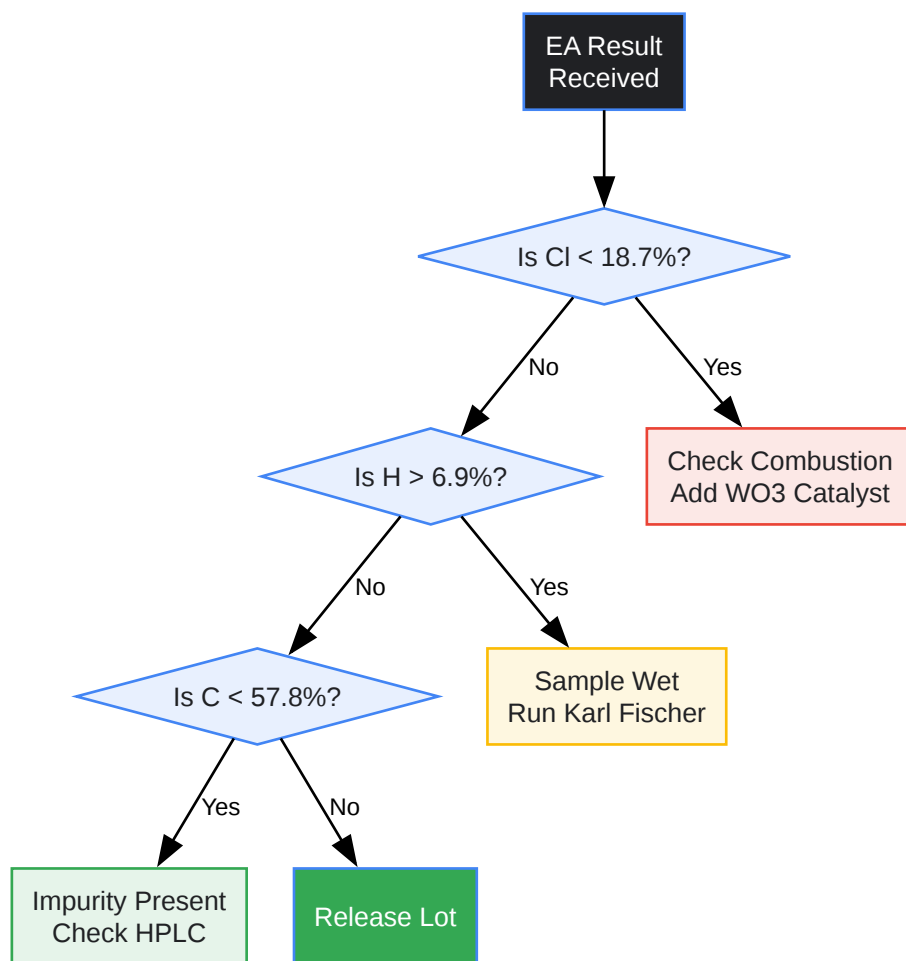 EA Result
Received
Is Cl < 18.7%?
No
Yes
Is H > 6.9%?
Check Combustion
Add WO3 Catalyst
No
Yes
Is C < 57.8%?
Sample Wet
Run Karl Fischer
Yes
No
Impurity Present
Check HPLC
Release Lot